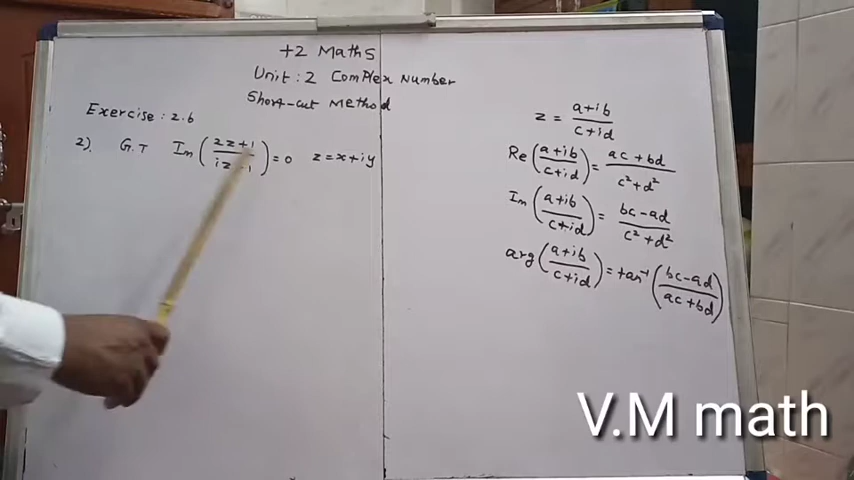 +2 Maths
Unit : 2 Complex Number
Short-cut Method
Exercise : 2.6
2). G.T Im(2z+1/iz+1) = 0 z = x+iy
z = a+ib/c+id
Re(a+ib/c+id) = ac+bd/c²+d²
Im(a+ib/c+id) = bc-ad/c²+d²
arg(a+ib/c+id) = tan⁻¹(bc-ad/ac+bd)
V.M math